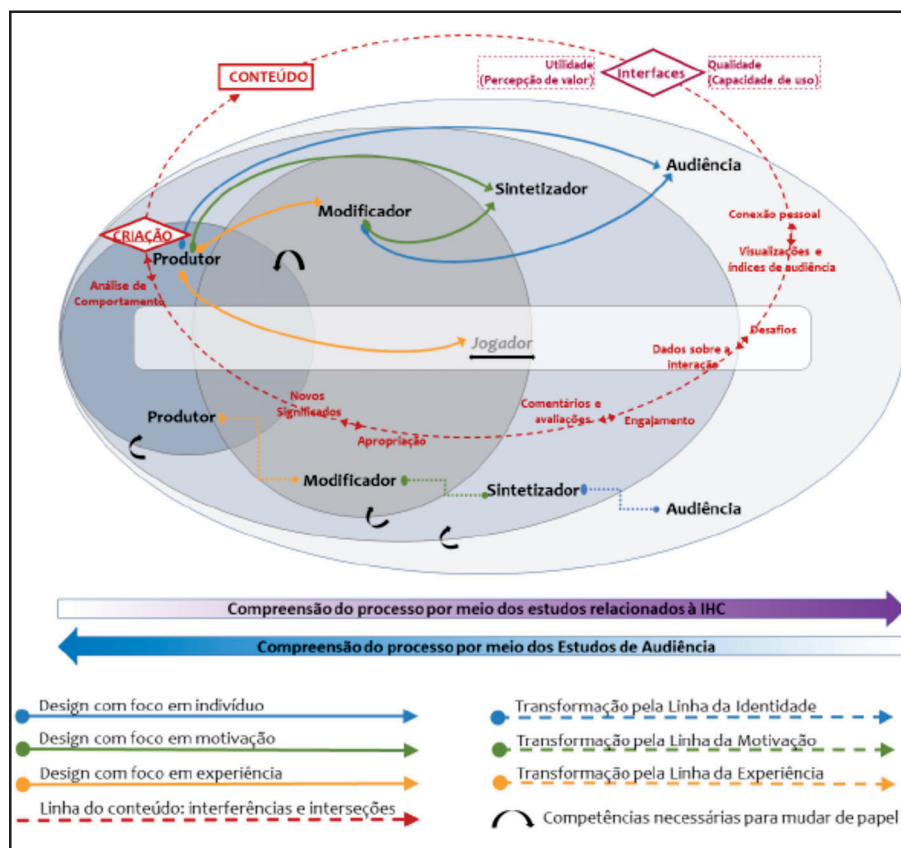 CONTEÚDO
Utilidade
(Percepção de valor)
Interfaces
Qualidade
(Capacidade de uso)
Audiência
Sintetizador
Modificador
Conexão pessoal
CRIAÇÃO
Produtor
Visualizações e
índices de audiência
Análise de
Comportamento
Jogador
Desafios
Dados sobre a
interação
Novos
Significados
Produtor
Comentários e
avaliações
Engajamento
Apropriação
Modificador
Sintetizador
Audiência
Compreensão do processo por meio dos estudos relacionados à IHC
Compreensão do processo por meio dos Estudos de Audiência
Design com foco em indivíduo
Transformação pela Linha da Identidade
Design com foco em motivação
Transformação pela Linha da Motivação
Design com foco em experiência
Transformação pela Linha da Experiência
Linha do conteúdo: interferências e interseções
Competências necessárias para mudar de papel